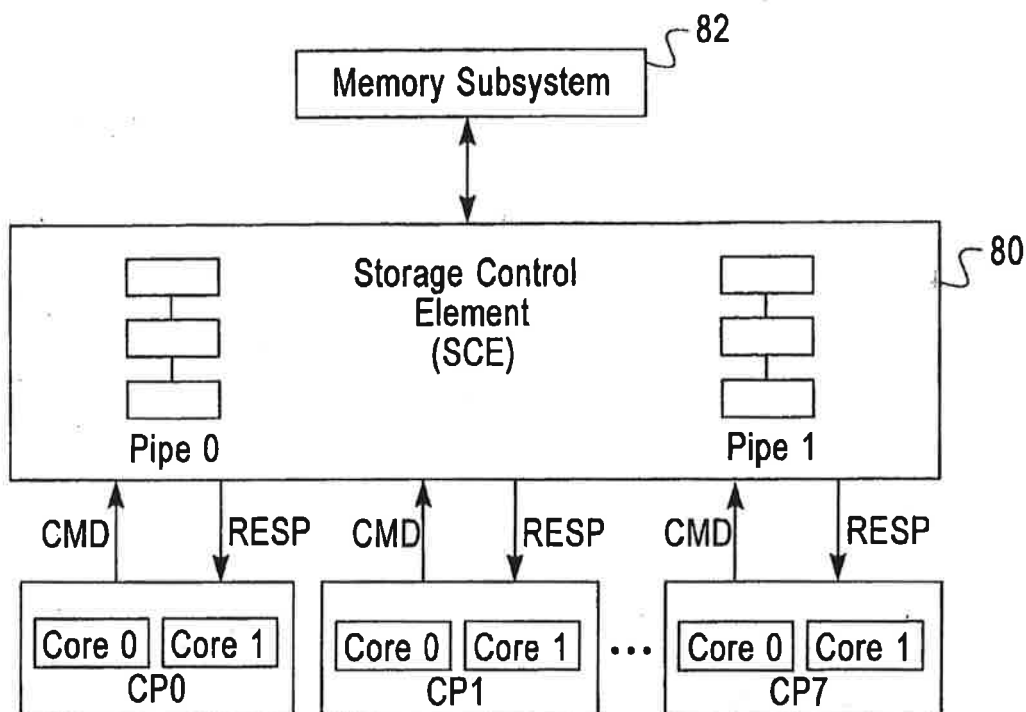 82
Memory Subsystem
80
Storage Control
Element
(SCE)
Pipe 0
Pipe 1
CMD
RESP
CMD
RESP
CMD
RESP
Core 0
Core 1
Core 0
Core 1
...
Core 0
Core 1
CP0
CP1
CP7